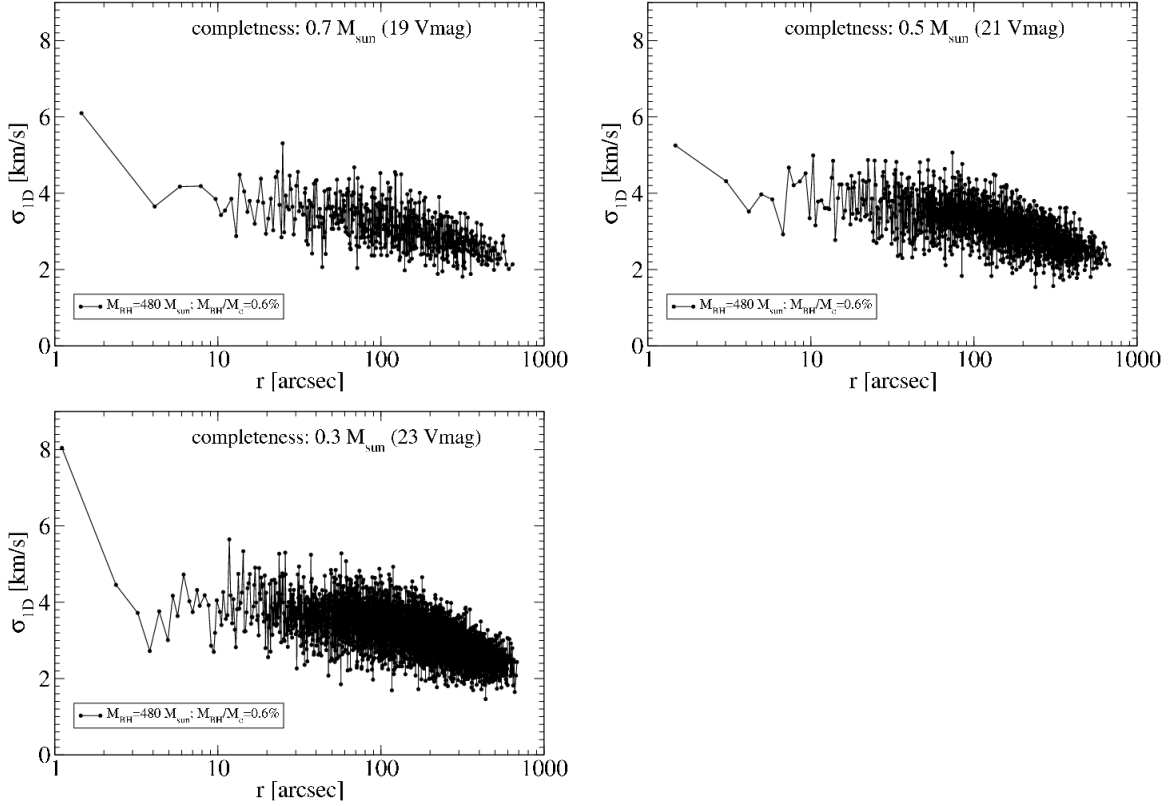 completness: 0.7 M_sun (19 Vmag)
8
6
4
2
0
σ_1D [km/s]
M_BH=480 M_sun; M_BH/M_c=0.6%
1 10 100 1000
r [arcsec]
completness: 0.5 M_sun (21 Vmag)
8
6
4
2
0
σ_1D [km/s]
M_BH=480 M_sun; M_BH/M_c=0.6%
1 10 100 1000
r [arcsec]
completeness: 0.3 M_sun (23 Vmag)
8
6
4
2
0
σ_1D [km/s]
M_BH=480 M_sun; M_BH/M_c=0.6%
1 10 100 1000
r [arcsec]